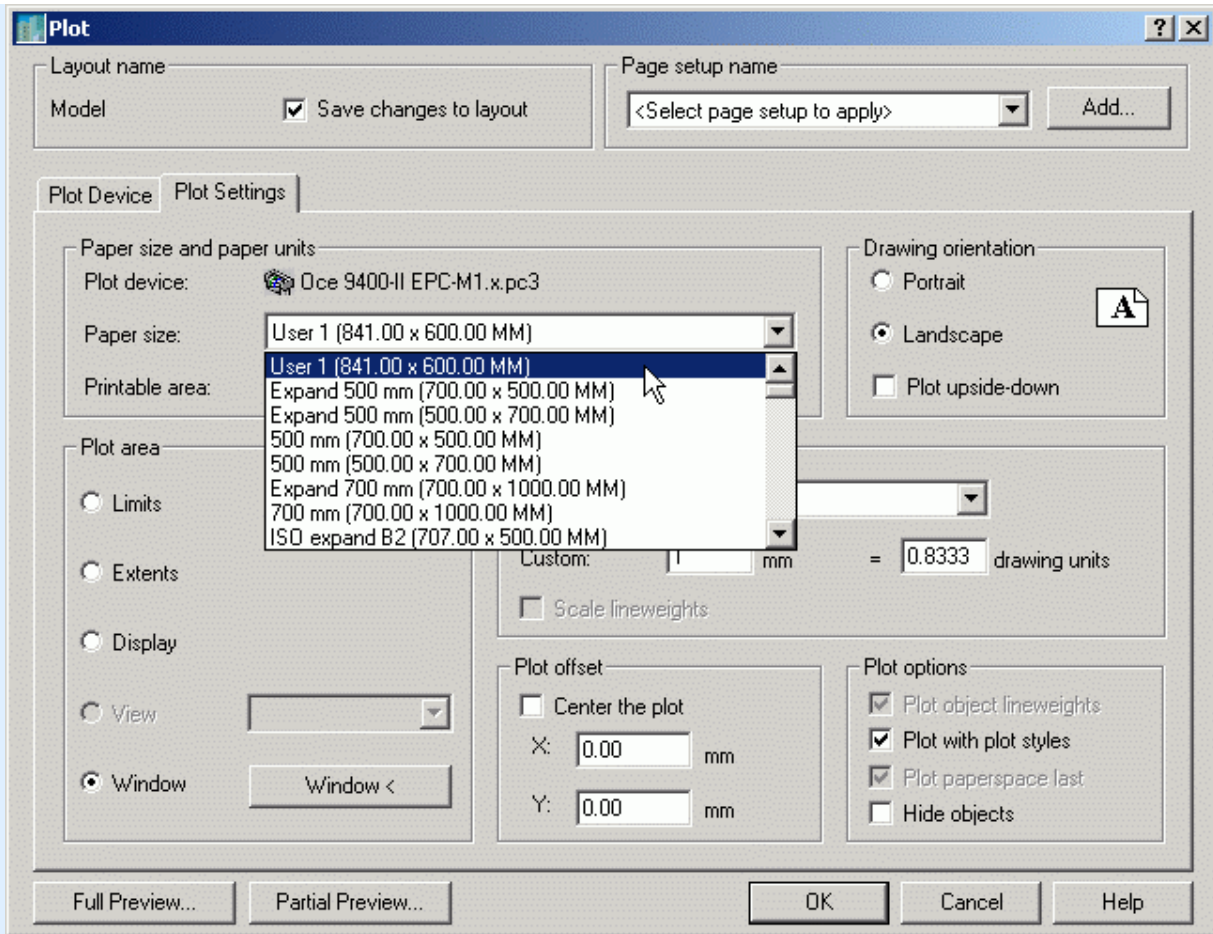 Plot
Layout name
Model
Save changes to layout
Page setup name
<Select page setup to apply>
Add...
Plot Device
Plot Settings
Paper size and paper units
Plot device:
Oce 9400-II EPC-M1.x.pc3
Paper size:
User 1 (841.00 x 600.00 MM)
Printable area:
User 1 (841.00 x 600.00 MM)
Expand 500 mm (700.00 x 500.00 MM)
Expand 500 mm (500.00 x 700.00 MM)
500 mm (700.00 x 500.00 MM)
500 mm (500.00 x 700.00 MM)
Expand 700 mm (700.00 x 1000.00 MM)
700 mm (700.00 x 1000.00 MM)
ISO expand B2 (707.00 x 500.00 MM)
Drawing orientation
Portrait
Landscape
A
Plot upside-down
Plot area
Limits
Extents
Display
View
Window
Window <
Custom:
1 mm = 0.8333 drawing units
Scale lineweights
Plot offset
Center the plot
X: 0.00 mm
Y: 0.00 mm
Plot options
Plot object lineweights
Plot with plot styles
Plot paperspace last
Hide objects
Full Preview...
Partial Preview...
OK
Cancel
Help